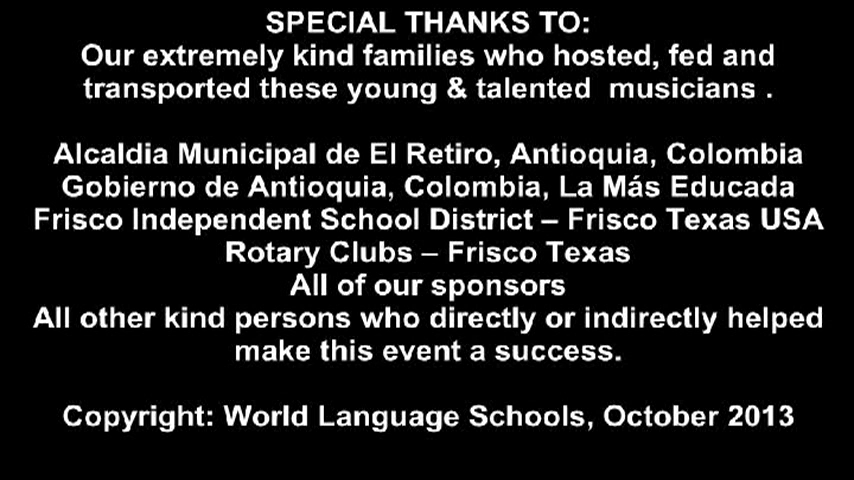 SPECIAL THANKS TO:
Our extremely kind families who hosted, fed and
transported these young & talented  musicians .
Alcaldia Municipal de El Retiro, Antioquia, Colombia
Gobierno de Antioquia, Colombia, La Más Educada
Frisco Independent School District – Frisco Texas USA
Rotary Clubs – Frisco Texas
All of our sponsors
All other kind persons who directly or indirectly helped
make this event a success.
Copyright: World Language Schools, October 2013